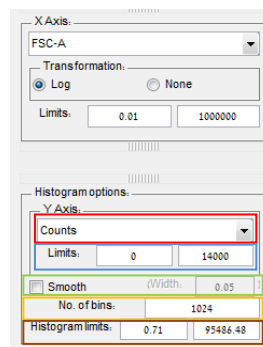 X Axis:
FSC-A
Transformation:
Log None
Limits: 0.01 1000000
Histogram options:
Y Axis:
Counts
Limits: 0 14000
Smooth (Width: 0.05
No. of bins: 1024
Histogram limits: 0.71 95486.48